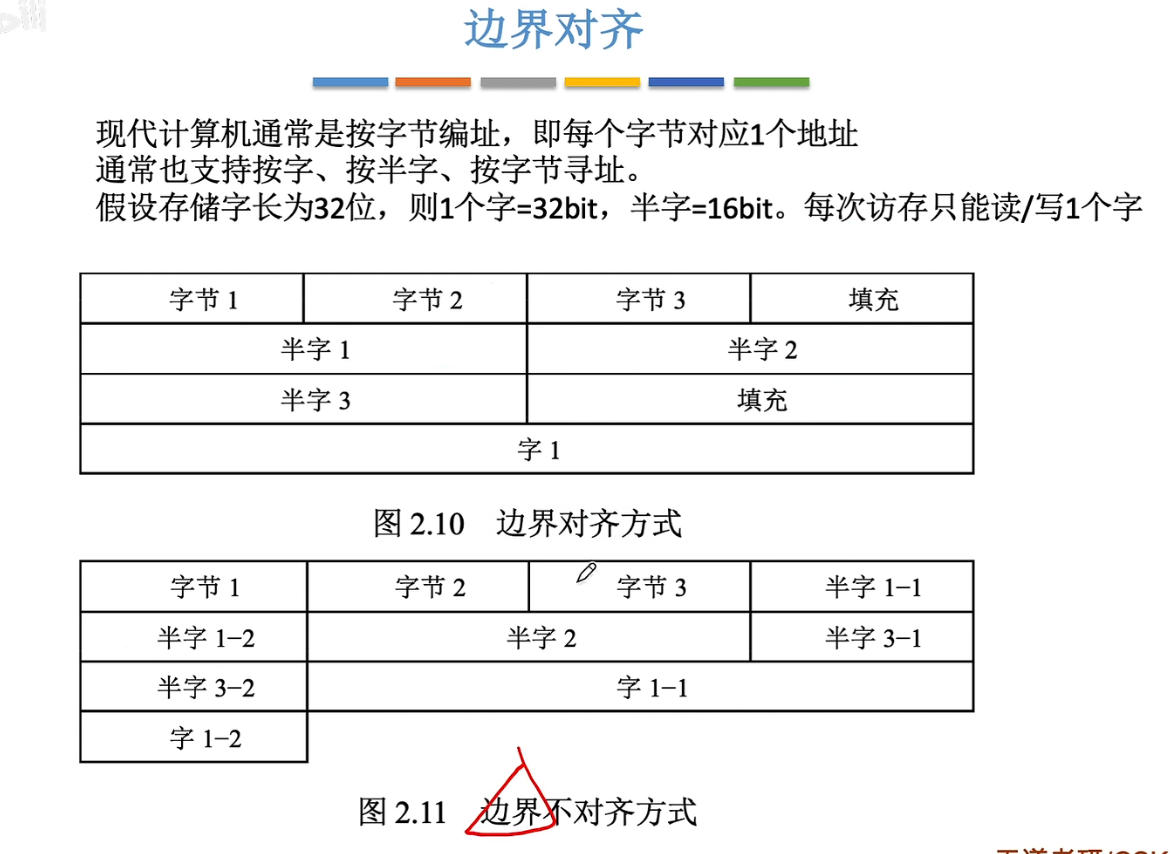 边界对齐
现代计算机通常是按字节编址，即每个字节对应1个地址
通常也支持按字、按半字、按字节寻址。
假设存储字长为32位，则1个字=32bit，半字=16bit。每次访存只能读/写1个字
字节 1 字节 2 字节 3 填充
半字 1 半字 2
半字 3 填充
字 1
图 2.10 边界对齐方式
字节 1 字节 2 字节 3 半字 1−1
半字 1−2 半字 2 半字 3−1
半字 3−2 字 1−1
字 1−2
图 2.11 边界不对齐方式